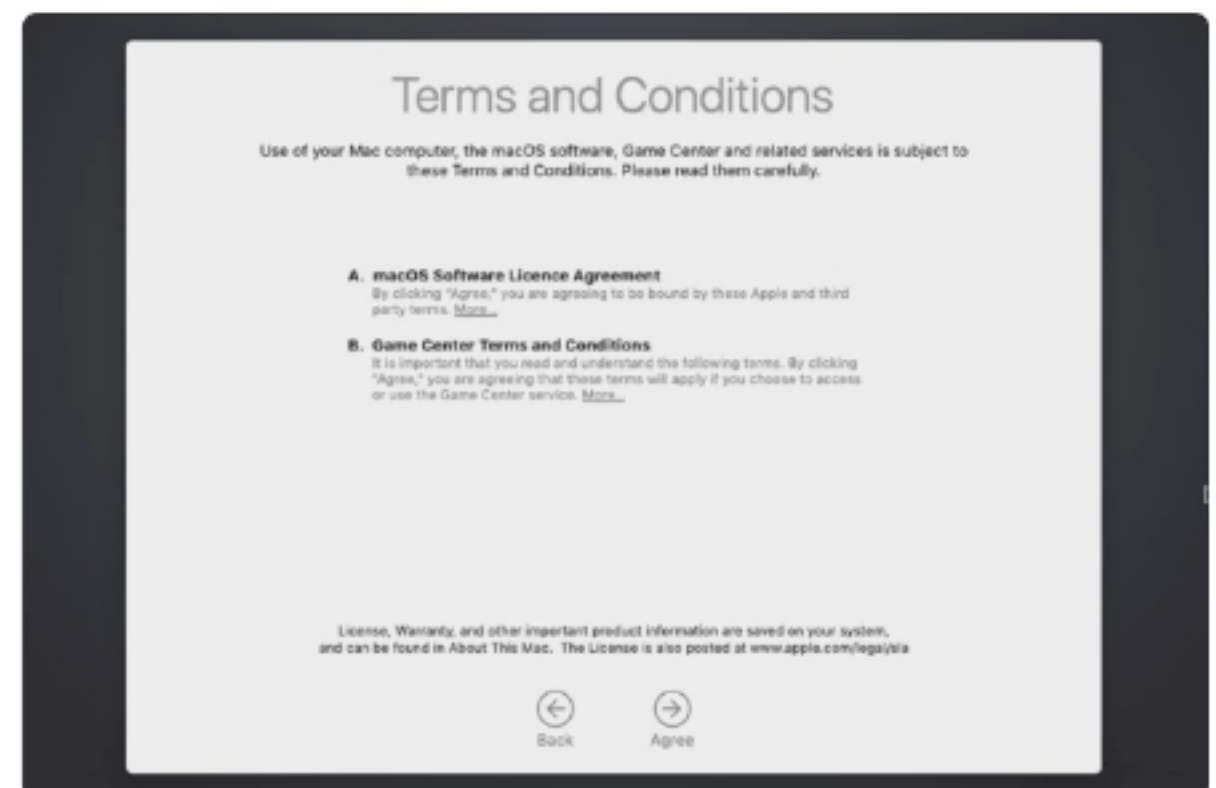 Terms and Conditions
Use of your Mac computer, the macOS software, Game Center and related services is subject to
these Terms and Conditions. Please read them carefully.
A. macOS Software Licence Agreement
By clicking "Agree," you are agreeing to be bound by these Apple and third
party terms. More...
B. Game Center Terms and Conditions
It is important that you read and understand the following terms. By clicking
"Agree," you are agreeing that these terms will apply if you choose to access
or use the Game Center service. More...
License, Warranty, and other important product information are saved on your system,
and can be found in About This Mac. The License is also posted at www.apple.com/legal/sla
Back
Agree